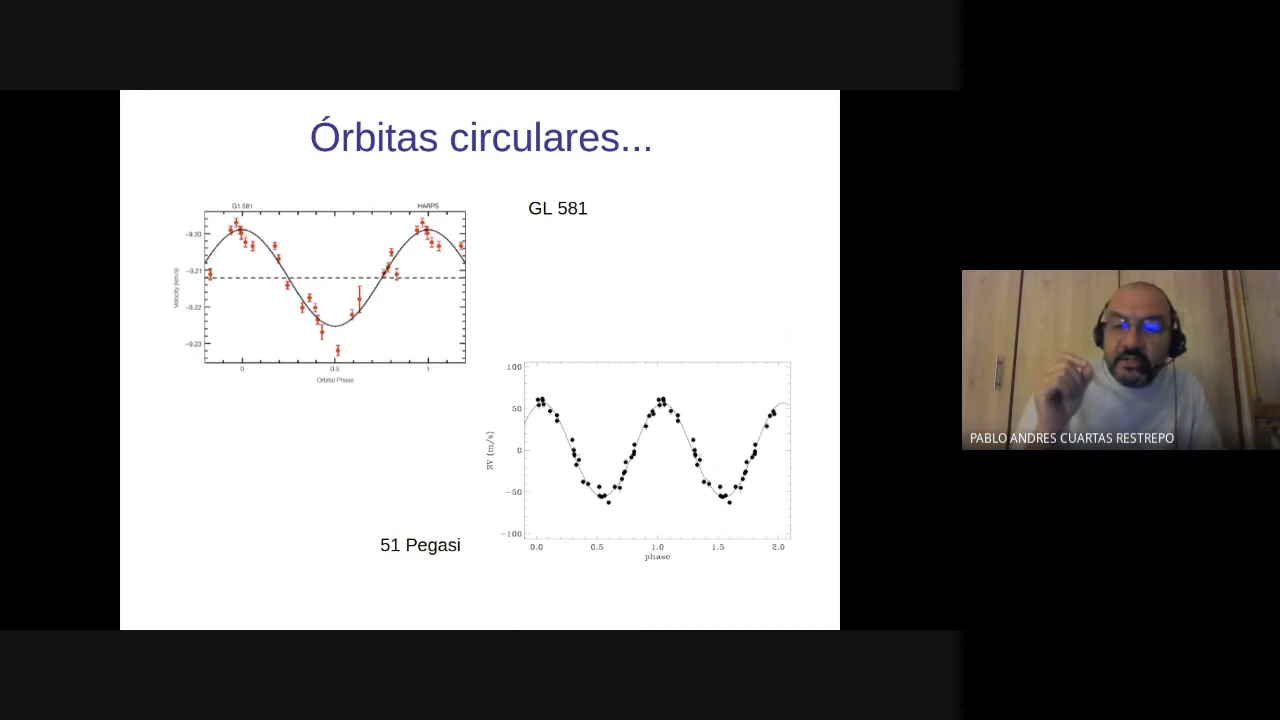 Órbitas circulares...
G1 581
HARPS
GL 581
−9.20
−9.21
−9.22
−9.23
Velocity [km/s]
0
0.5
1
Orbital Phase
100
50
0
−50
−100
RV (m/s)
0.0
0.5
1.0
1.5
2.0
phase
51 Pegasi
PABLO ANDRES CUARTAS RESTREPO